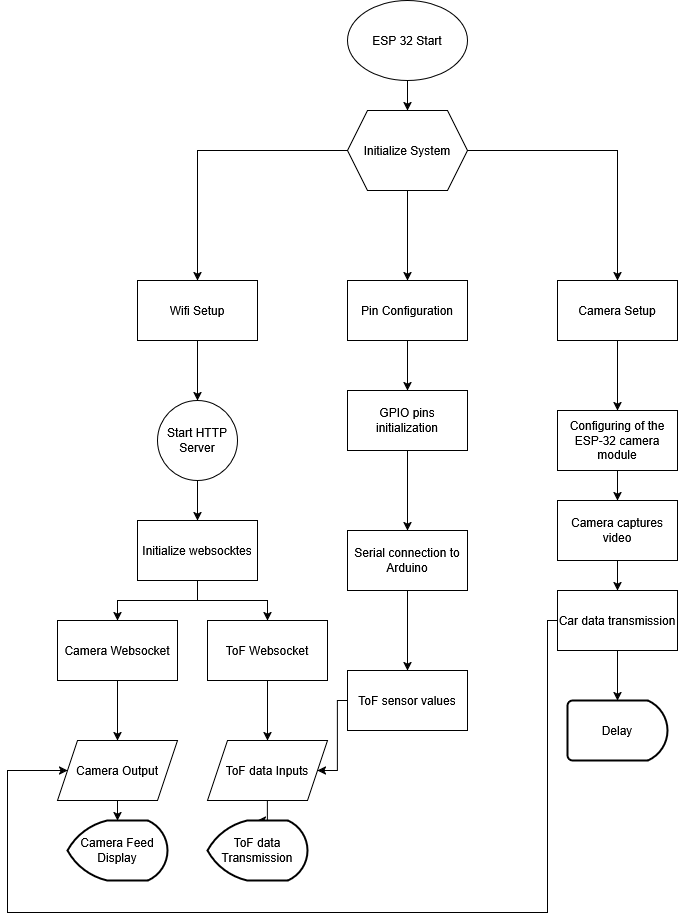 ESP 32 Start
Initialize System
Wifi Setup
Pin Configuration
Camera Setup
Start HTTP
Server
GPIO pins
initialization
Configuring of the
ESP-32 camera
module
Initialize websocktes
Serial connection to
Arduino
Camera captures
video
Camera Websocket
ToF Websocket
Car data transmission
ToF sensor values
Camera Output
ToF data Inputs
Delay
Camera Feed
Display
ToF data
Transmission